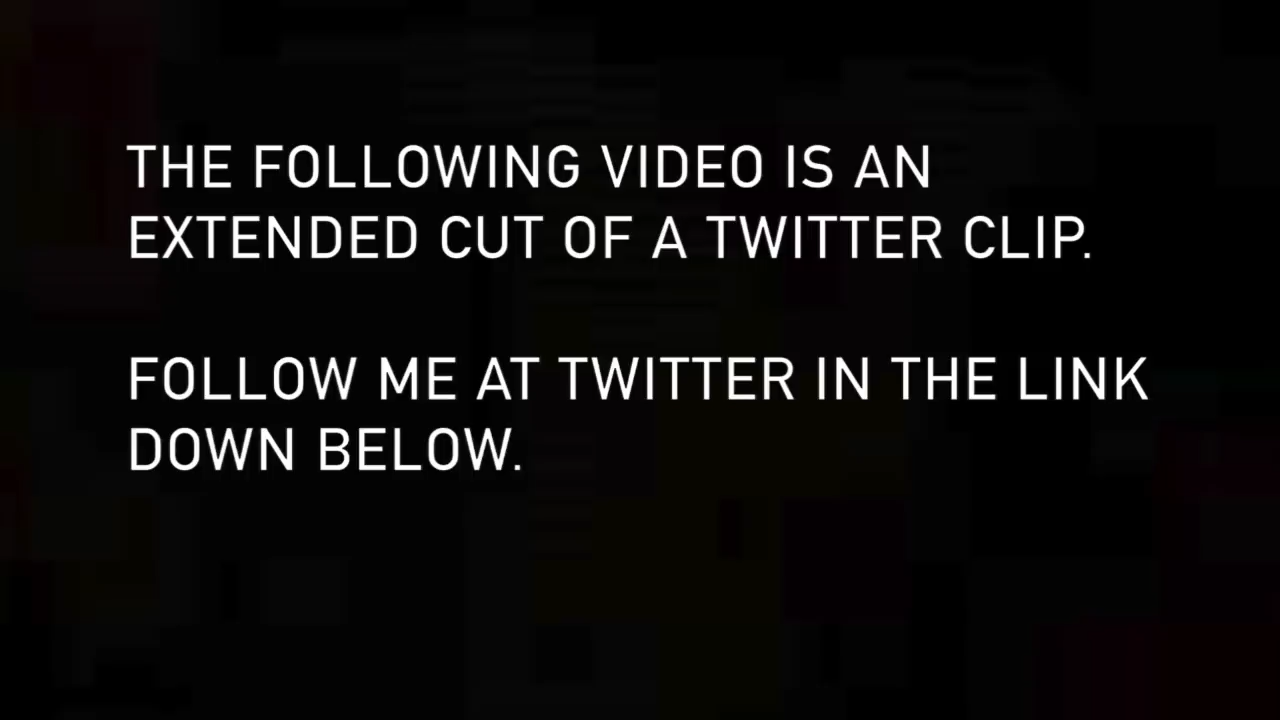 THE FOLLOWING VIDEO IS AN
EXTENDED CUT OF A TWITTER CLIP.
FOLLOW ME AT TWITTER IN THE LINK
DOWN BELOW.